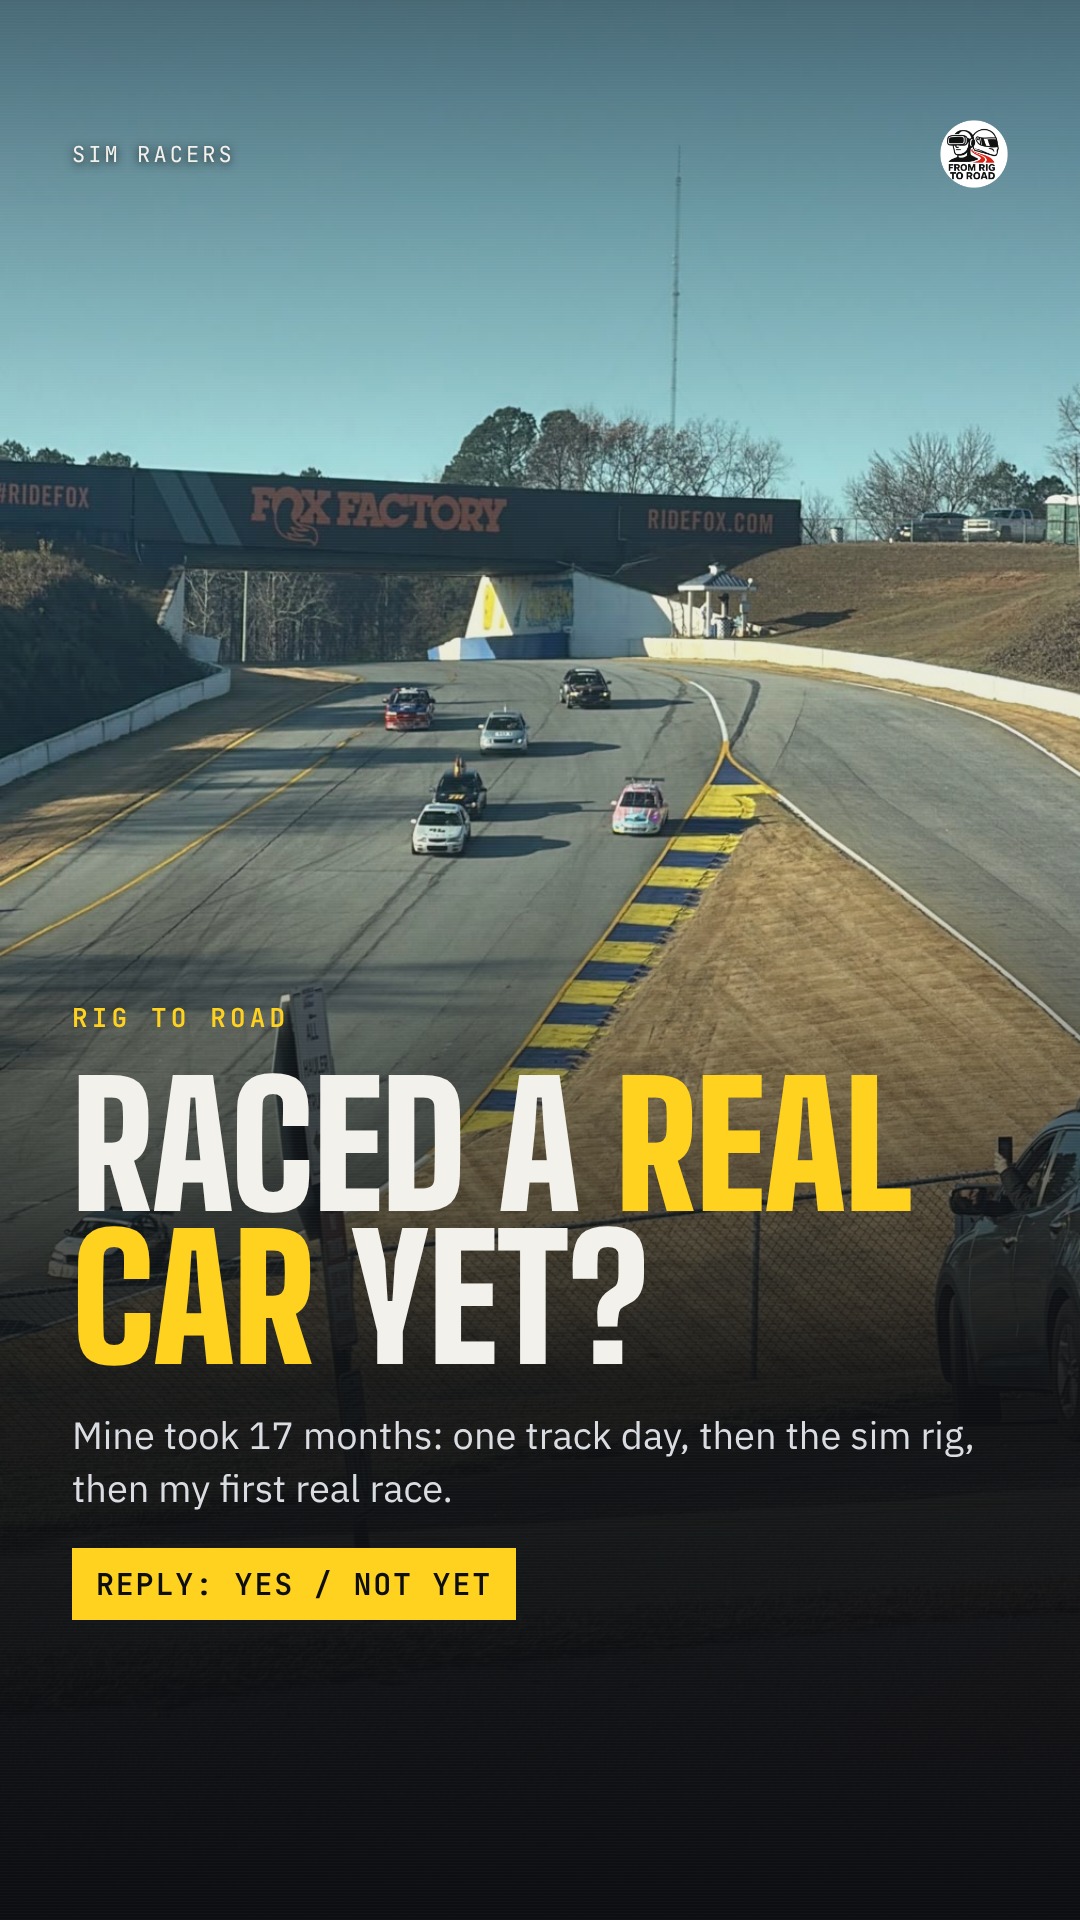 SIM RACERS
FROM RIG
TO ROAD
#RIDEFOX
FOX FACTORY
RIDEFOX.COM
RIG TO ROAD
RACED A REAL
CAR YET?
Mine took 17 months: one track day, then the sim rig,
then my first real race.
REPLY: YES / NOT YET